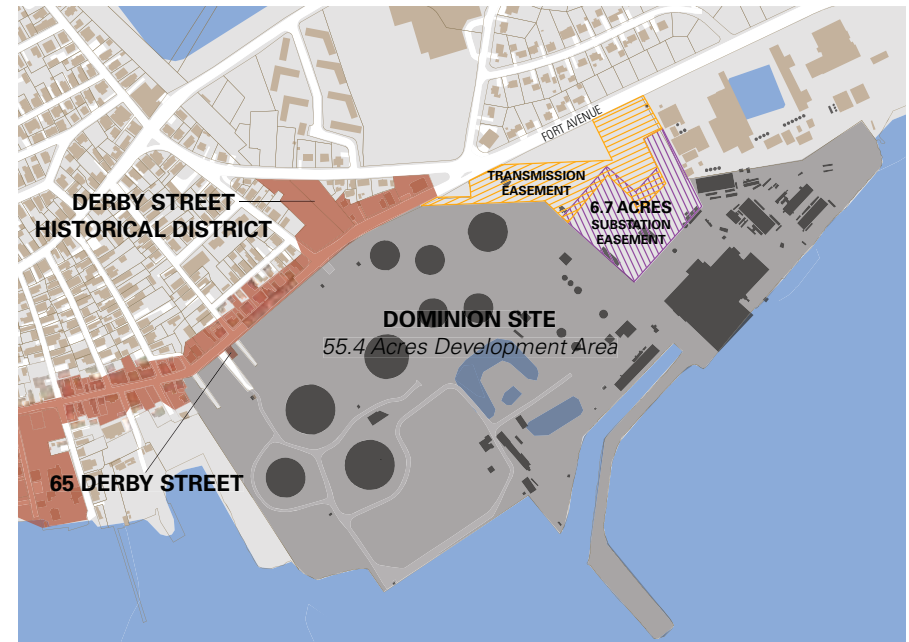 FORT AVENUE
TRANSMISSION
EASEMENT
DERBY STREET
HISTORICAL DISTRICT
6.7 ACRES
SUBSTATION
EASEMENT
DOMINION SITE
55.4 Acres Development Area
65 DERBY STREET